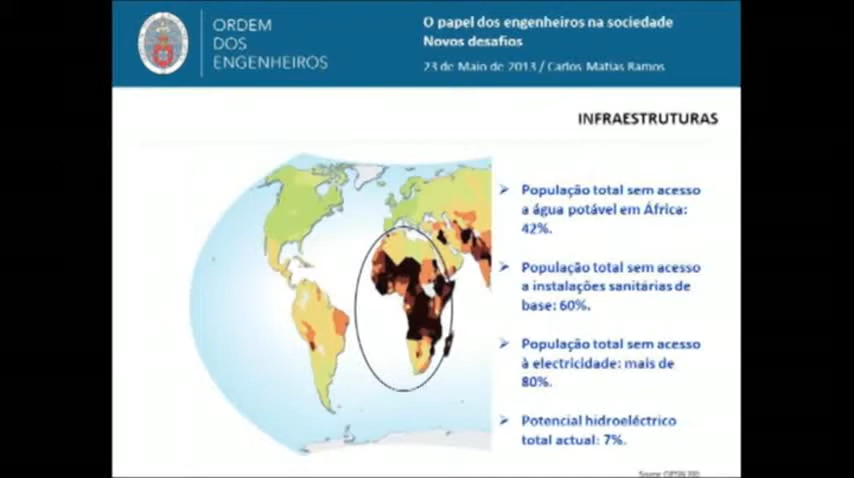 ORDEM
DOS
ENGENHEIROS
O papel dos engenheiros na sociedade
Novos desafios
23 de Maio de 2013 / Carlos Matias Ramos
INFRAESTRUTURAS
População total sem acesso
a água potável em África:
42%.
População total sem acesso
a instalações sanitárias de
base: 60%.
População total sem acesso
à electricidade: mais de
80%.
Potencial hidroeléctrico
total actual: 7%.
Source: